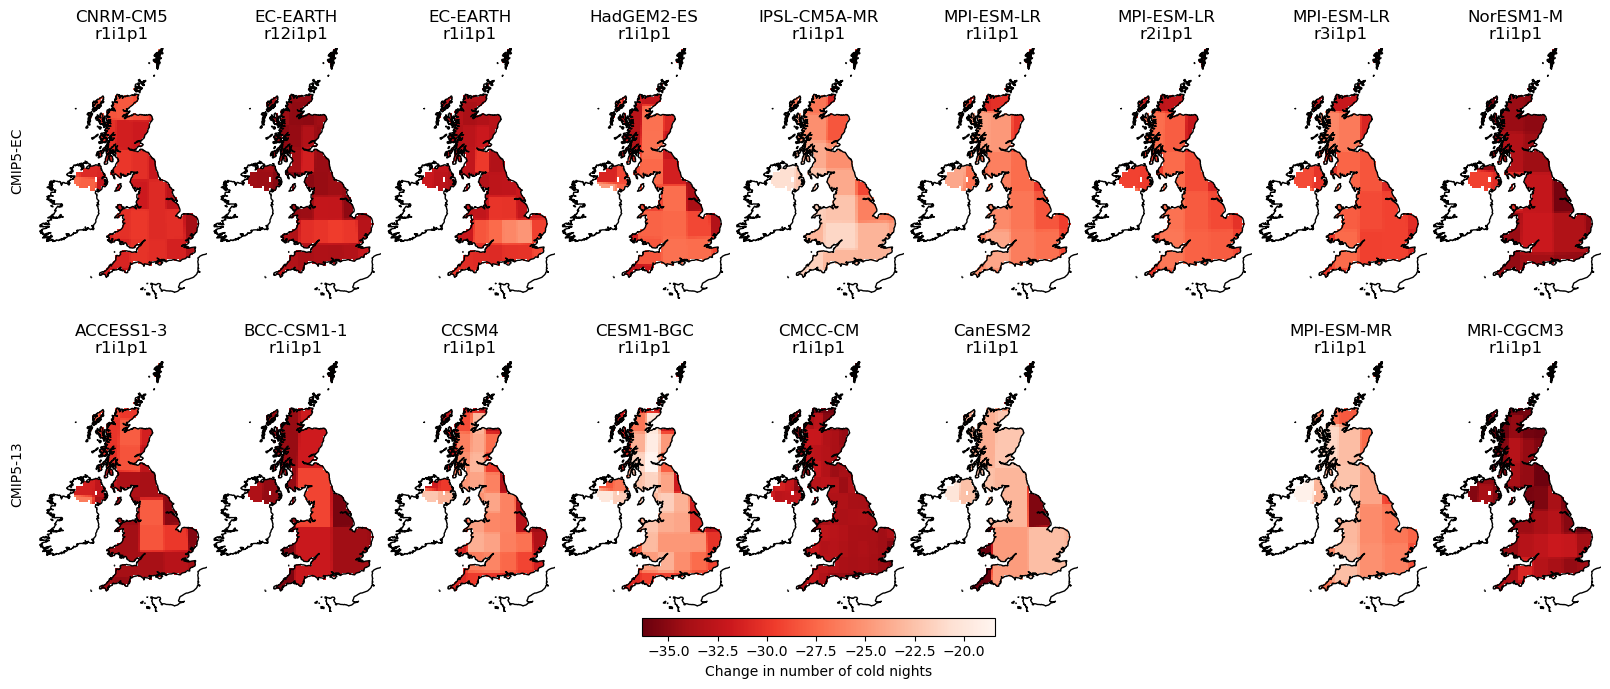 CNRM-CM5
r1i1p1
EC-EARTH
r12i1p1
EC-EARTH
r1i1p1
HadGEM2-ES
r1i1p1
IPSL-CM5A-MR
r1i1p1
MPI-ESM-LR
r1i1p1
MPI-ESM-LR
r2i1p1
MPI-ESM-LR
r3i1p1
NorESM1-M
r1i1p1
CMIP5-EC
ACCESS1-3
r1i1p1
BCC-CSM1-1
r1i1p1
CCSM4
r1i1p1
CESM1-BGC
r1i1p1
CMCC-CM
r1i1p1
CanESM2
r1i1p1
MPI-ESM-MR
r1i1p1
MRI-CGCM3
r1i1p1
CMIP5-13
−35.0 −32.5 −30.0 −27.5 −25.0 −22.5 −20.0
Change in number of cold nights